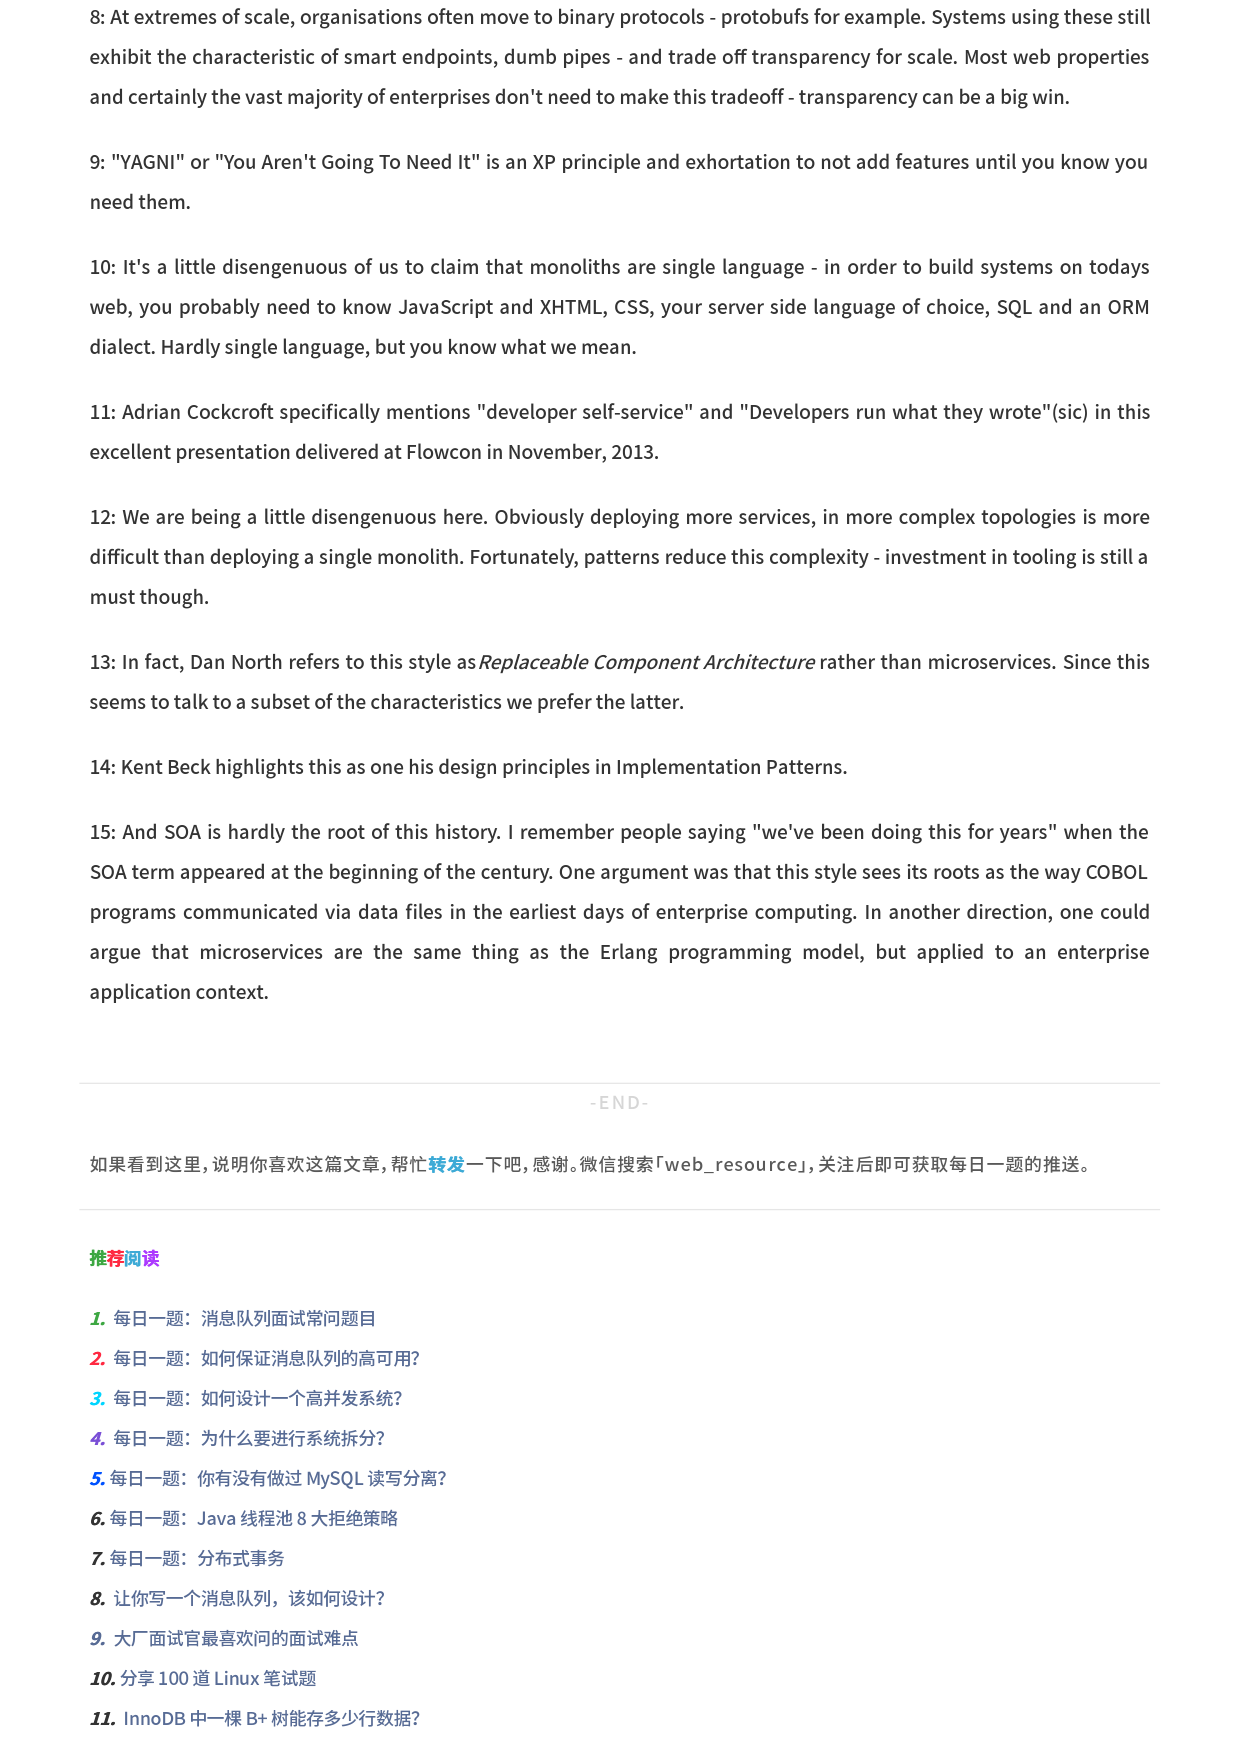 8: At extremes of scale, organisations often move to binary protocols - protobufs for example. Systems using these still
exhibit the characteristic of smart endpoints, dumb pipes - and trade off transparency for scale. Most web properties
and certainly the vast majority of enterprises don't need to make this tradeoff - transparency can be a big win.
9: "YAGNI" or "You Aren't Going To Need It" is an XP principle and exhortation to not add features until you know you
need them.
10: It's a little disengenuous of us to claim that monoliths are single language - in order to build systems on todays
web, you probably need to know JavaScript and XHTML, CSS, your server side language of choice, SQL and an ORM
dialect. Hardly single language, but you know what we mean.
11: Adrian Cockcroft specifically mentions "developer self-service" and "Developers run what they wrote"(sic) in this
excellent presentation delivered at Flowcon in November, 2013.
12: We are being a little disengenuous here. Obviously deploying more services, in more complex topologies is more
difficult than deploying a single monolith. Fortunately, patterns reduce this complexity - investment in tooling is still a
must though.
13: In fact, Dan North refers to this style as Replaceable Component Architecture rather than microservices. Since this
seems to talk to a subset of the characteristics we prefer the latter.
14: Kent Beck highlights this as one his design principles in Implementation Patterns.
15: And SOA is hardly the root of this history. I remember people saying "we've been doing this for years" when the
SOA term appeared at the beginning of the century. One argument was that this style sees its roots as the way COBOL
programs communicated via data files in the earliest days of enterprise computing. In another direction, one could
argue that microservices are the same thing as the Erlang programming model, but applied to an enterprise
application context.
-END-
如果看到这里，说明你喜欢这篇文章，帮忙转发一下吧，感谢。微信搜索「web_resource」，关注后即可获取每日一题的推送。
推荐阅读
1. 每日一题：消息队列面试常问题目
2. 每日一题：如何保证消息队列的高可用？
3. 每日一题：如何设计一个高并发系统？
4. 每日一题：为什么要进行系统拆分？
5. 每日一题：你有没有做过 MySQL 读写分离？
6. 每日一题：Java 线程池 8 大拒绝策略
7. 每日一题：分布式事务
8. 让你写一个消息队列，该如何设计？
9. 大厂面试官最喜欢问的面试难点
10. 分享 100 道 Linux 笔试题
11. InnoDB 中一棵 B+ 树能存多少行数据？